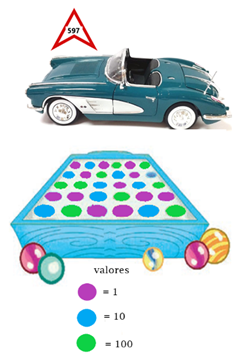 597
valores
= 1
= 10
= 100